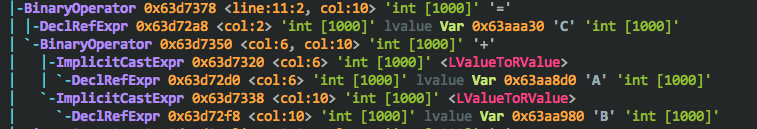 |-BinaryOperator 0x63d7378 <line:11:2, col:10> 'int [1000]' '='
| |-DeclRefExpr 0x63d72a8 <col:2> 'int [1000]' lvalue Var 0x63aaa30 'C' 'int [1000]'
| `-BinaryOperator 0x63d7350 <col:6, col:10> 'int [1000]' '+'
|   |-ImplicitCastExpr 0x63d7320 <col:6> 'int [1000]' <LValueToRValue>
|   | `-DeclRefExpr 0x63d72d0 <col:6> 'int [1000]' lvalue Var 0x63aa8d0 'A' 'int [1000]'
|   `-ImplicitCastExpr 0x63d7338 <col:10> 'int [1000]' <LValueToRValue>
|     `-DeclRefExpr 0x63d72f8 <col:10> 'int [1000]' lvalue Var 0x63aa980 'B' 'int [1000]'